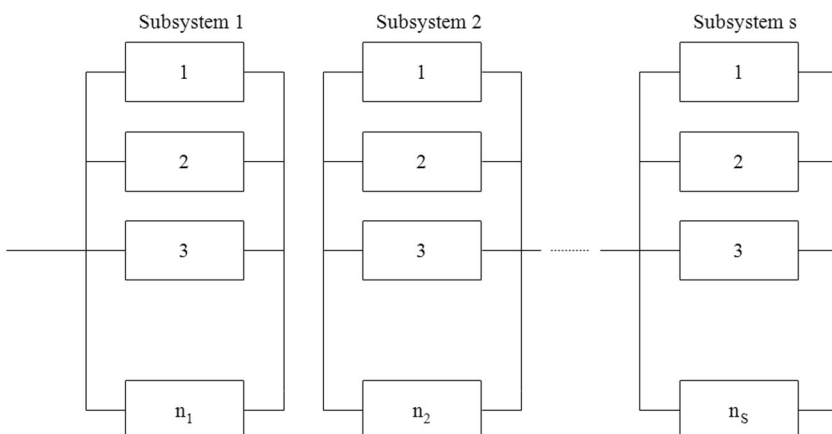 Subsystem 1 Subsystem 2 Subsystem s
1 1 1
2 2 2
3 3 3
n₁ n₂ nₛ